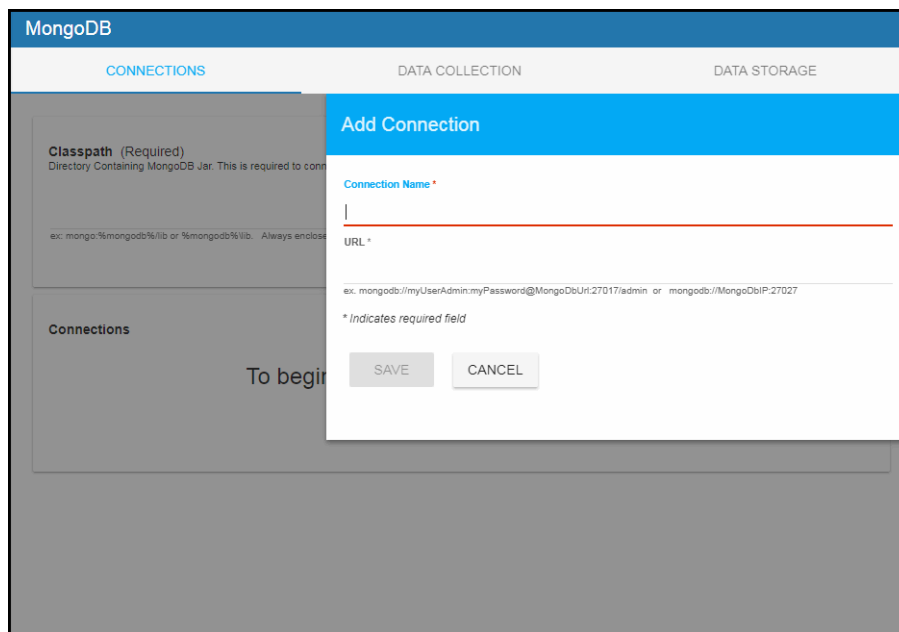 MongoDB
CONNECTIONS DATA COLLECTION DATA STORAGE
Classpath (Required)
Directory Containing MongoDB Jar. This is required to conn
ex: mongo:%mongodb%/lib or %mongodb%\lib. Always enclose
Connections
To begin
Add Connection
Connection Name *
URL *
ex. mongodb://myUserAdmin:myPassword@MongoDbUrl:27017/admin or mongodb://MongoDbIP:27027
* Indicates required field
SAVE CANCEL